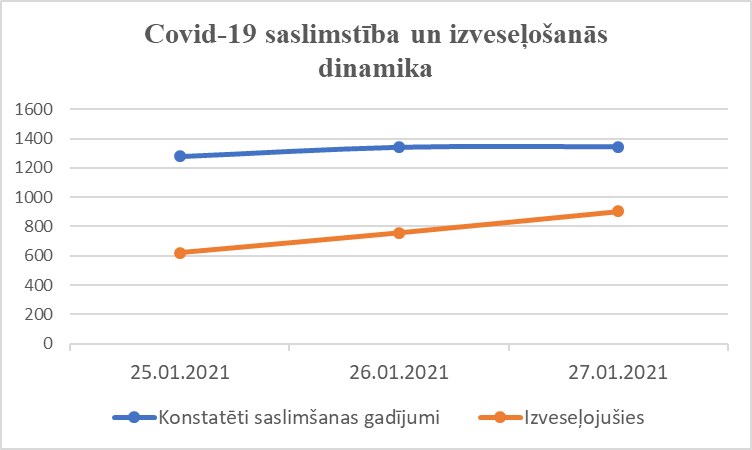 Covid-19 saslimstība un izveseļošanās
dinamika
1600
1400
1200
1000
800
600
400
200
0
25.01.2021 26.01.2021 27.01.2021
Konstatēti saslimšanas gadījumi Izveseļojušies